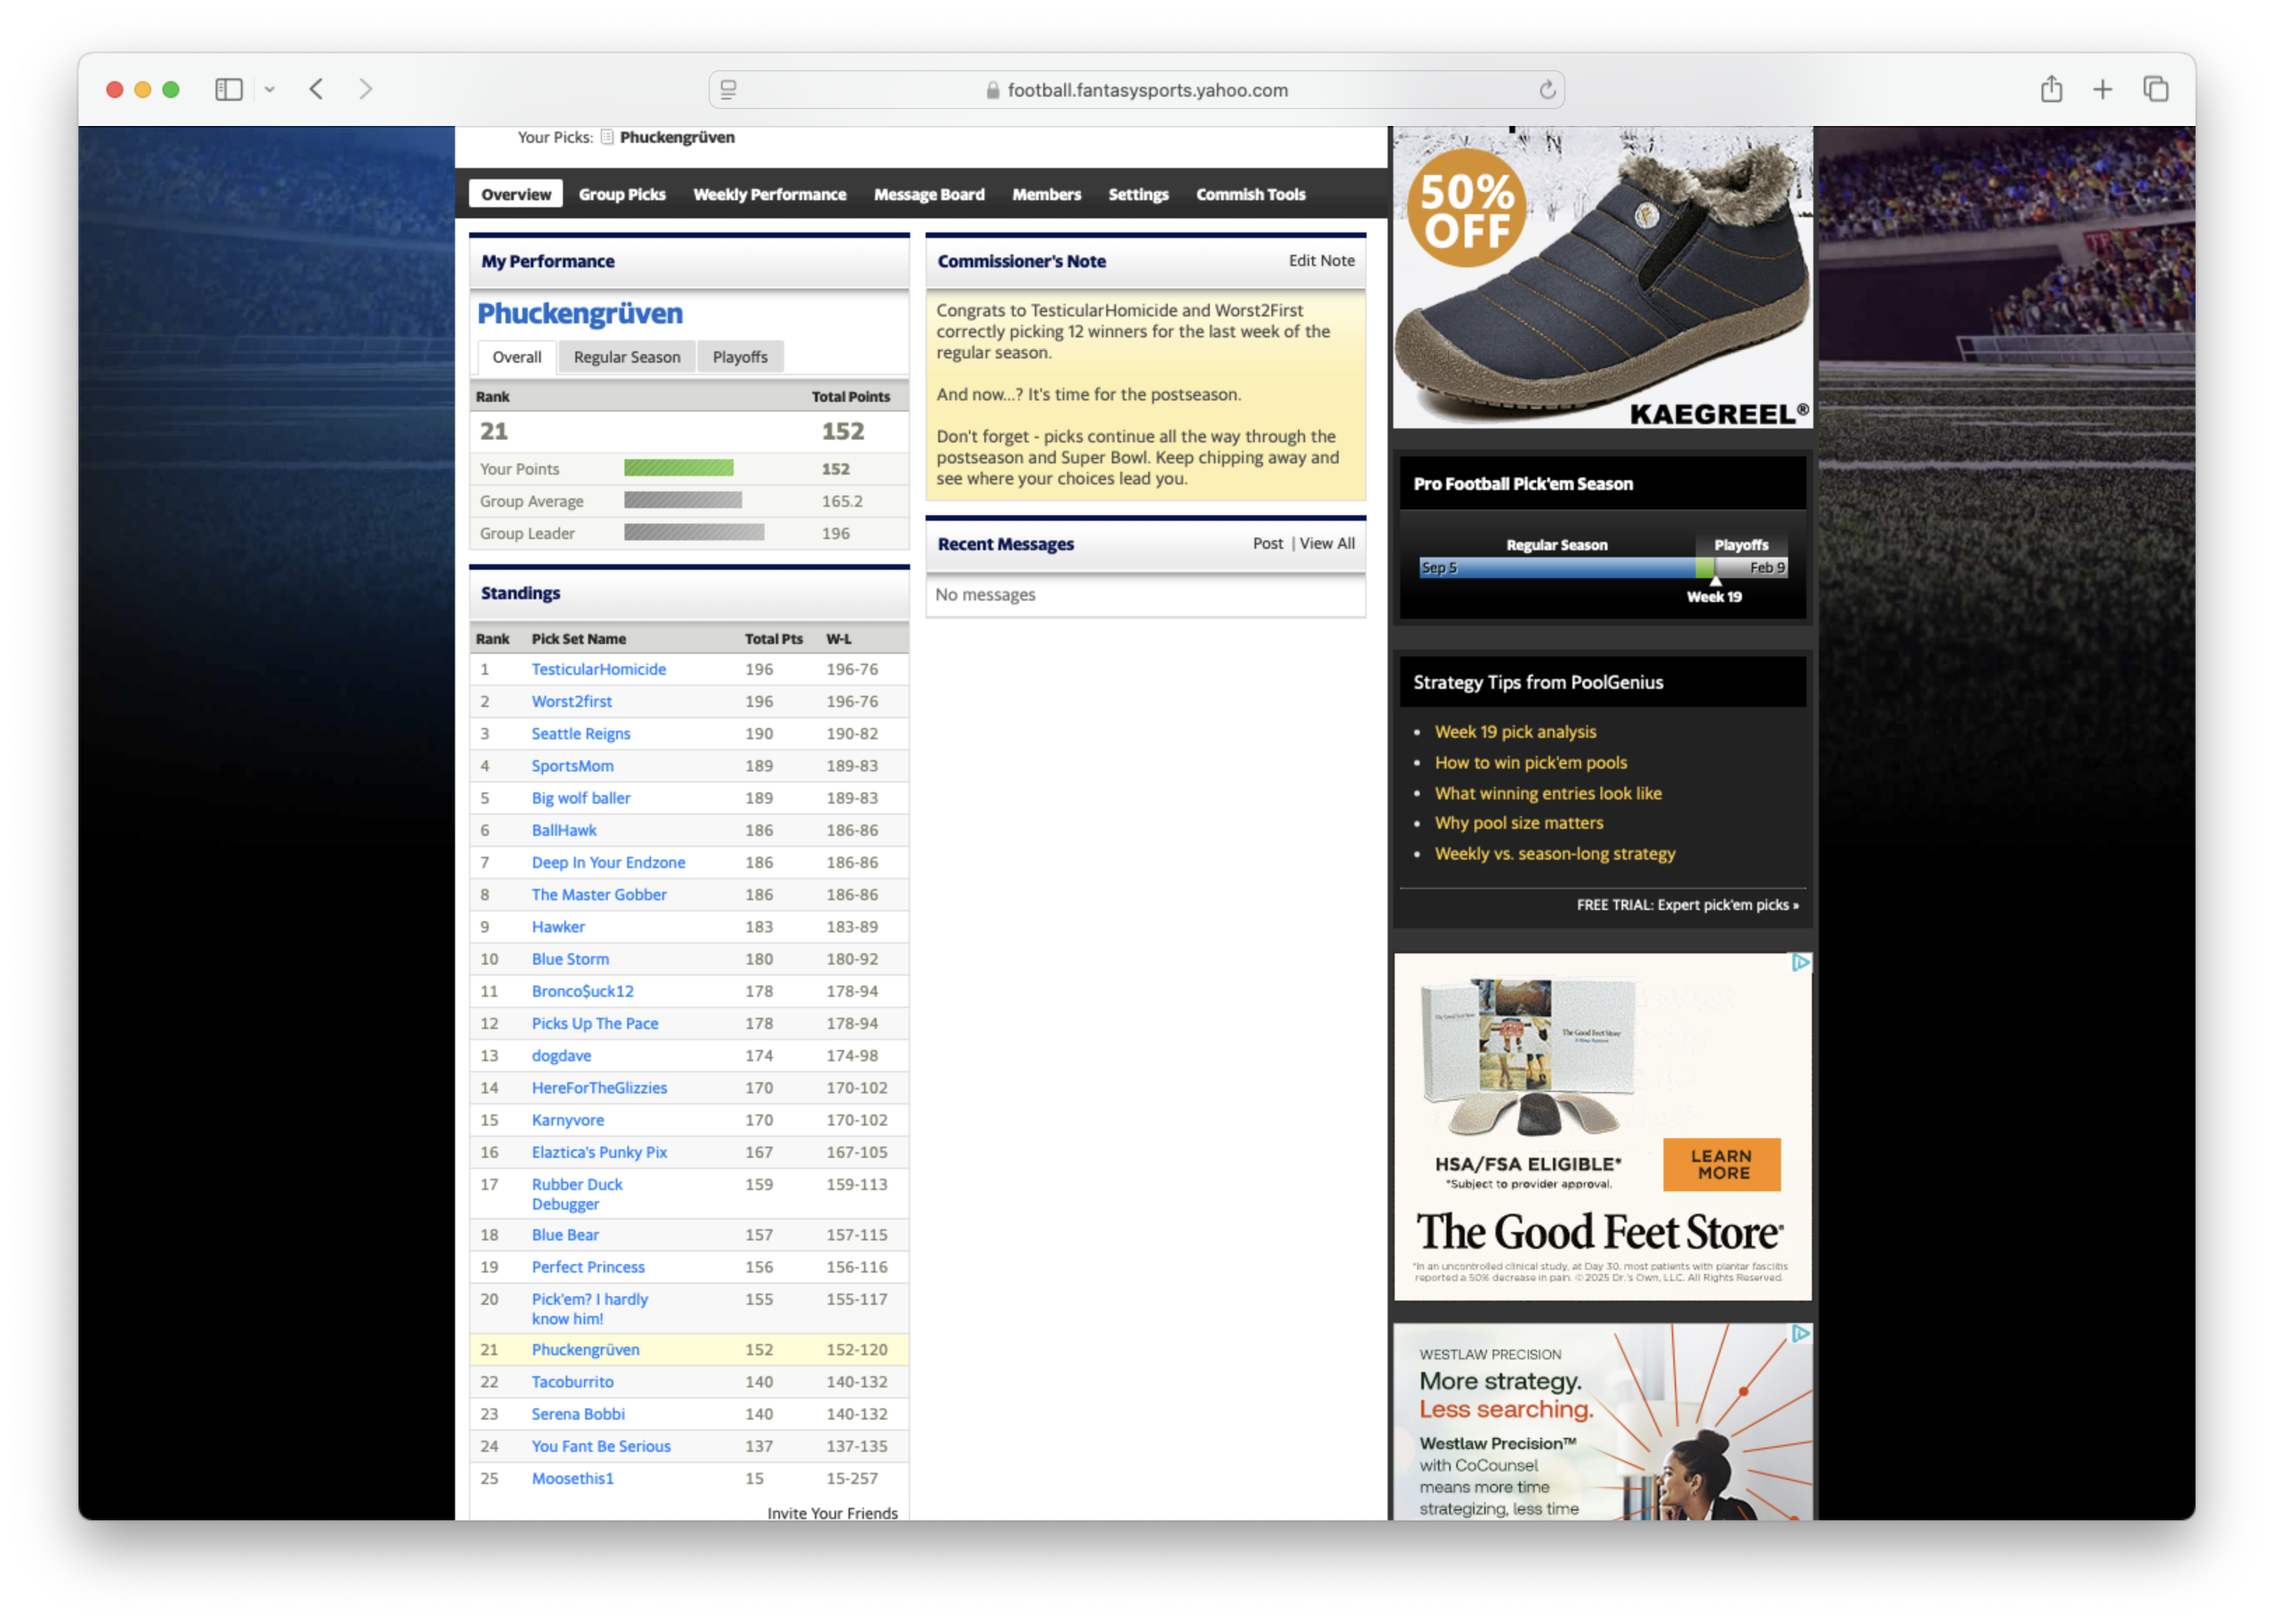 football.fantasysports.yahoo.com
Your Picks: Phuckengrüven
Overview Group Picks Weekly Performance Message Board Members Settings Commish Tools
My Performance
Phuckengrüven
Overall Regular Season Playoffs
Rank Total Points
21 152
Your Points 152
Group Average 165.2
Group Leader 196
Standings
Rank Pick Set Name Total Pts W-L
1 TesticularHomicide 196 196-76
2 Worst2first 196 196-76
3 Seattle Reigns 190 190-82
4 SportsMom 189 189-83
5 Big wolf baller 189 189-83
6 BallHawk 186 186-86
7 Deep In Your Endzone 186 186-86
8 The Master Gobber 186 186-86
9 Hawker 183 183-89
10 Blue Storm 180 180-92
11 Bronco$uck12 178 178-94
12 Picks Up The Pace 178 178-94
13 dogdave 174 174-98
14 HereForTheGlizzies 170 170-102
15 Karnyvore 170 170-102
16 Elaztica's Punky Pix 167 167-105
17 Rubber Duck 159 159-113
Debugger
18 Blue Bear 157 157-115
19 Perfect Princess 156 156-116
20 Pick'em? I hardly 155 155-117
know him!
21 Phuckengrüven 152 152-120
22 Tacoburrito 140 140-132
23 Serena Bobbi 140 140-132
24 You Fant Be Serious 137 137-135
25 Moosethis1 15 15-257
Invite Your Friends
Commissioner's Note Edit Note
Congrats to TesticularHomicide and Worst2First
correctly picking 12 winners for the last week of the
regular season.
And now...? It's time for the postseason.
Don't forget - picks continue all the way through the
postseason and Super Bowl. Keep chipping away and
see where your choices lead you.
Recent Messages Post | View All
No messages
50%
OFF
KAEGREEL®
Pro Football Pick'em Season
Regular Season Playoffs
Sep 5 Feb 9
Week 19
Strategy Tips from PoolGenius
• Week 19 pick analysis
• How to win pick'em pools
• What winning entries look like
• Why pool size matters
• Weekly vs. season-long strategy
FREE TRIAL: Expert pick'em picks »
The Good Feet Store
HSA/FSA ELIGIBLE*
*Subject to provider approval.
LEARN
MORE
The Good Feet Store®
*In an uncontrolled clinical study, at Day 30, most patients with plantar fasciitis
reported a 50% decrease in pain. © 2025 Dr.'s Own, LLC. All Rights Reserved.
WESTLAW PRECISION
More strategy.
Less searching.
Westlaw Precision™
with CoCounsel
means more time
strategizing, less time